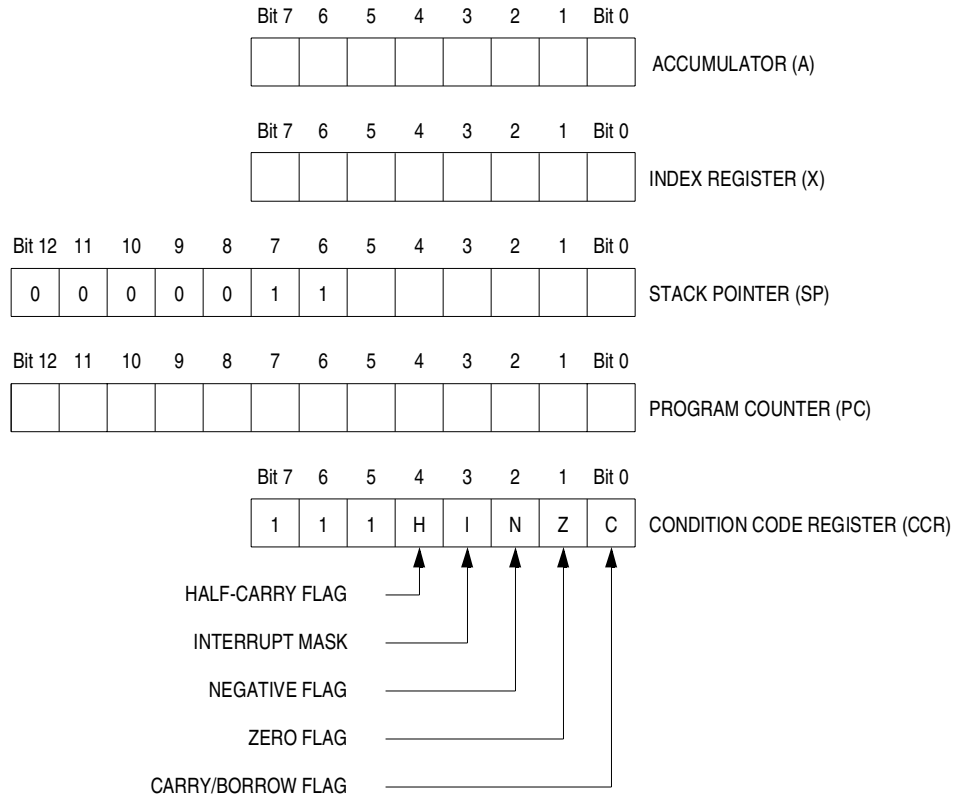 Bit 7 6 5 4 3 2 1 Bit 0
ACCUMULATOR (A)
Bit 7 6 5 4 3 2 1 Bit 0
INDEX REGISTER (X)
Bit 12 11 10 9 8 7 6 5 4 3 2 1 Bit 0
0 0 0 0 0 1 1 STACK POINTER (SP)
Bit 12 11 10 9 8 7 6 5 4 3 2 1 Bit 0
PROGRAM COUNTER (PC)
Bit 7 6 5 4 3 2 1 Bit 0
1 1 1 H I N Z C CONDITION CODE REGISTER (CCR)
HALF-CARRY FLAG
INTERRUPT MASK
NEGATIVE FLAG
ZERO FLAG
CARRY/BORROW FLAG